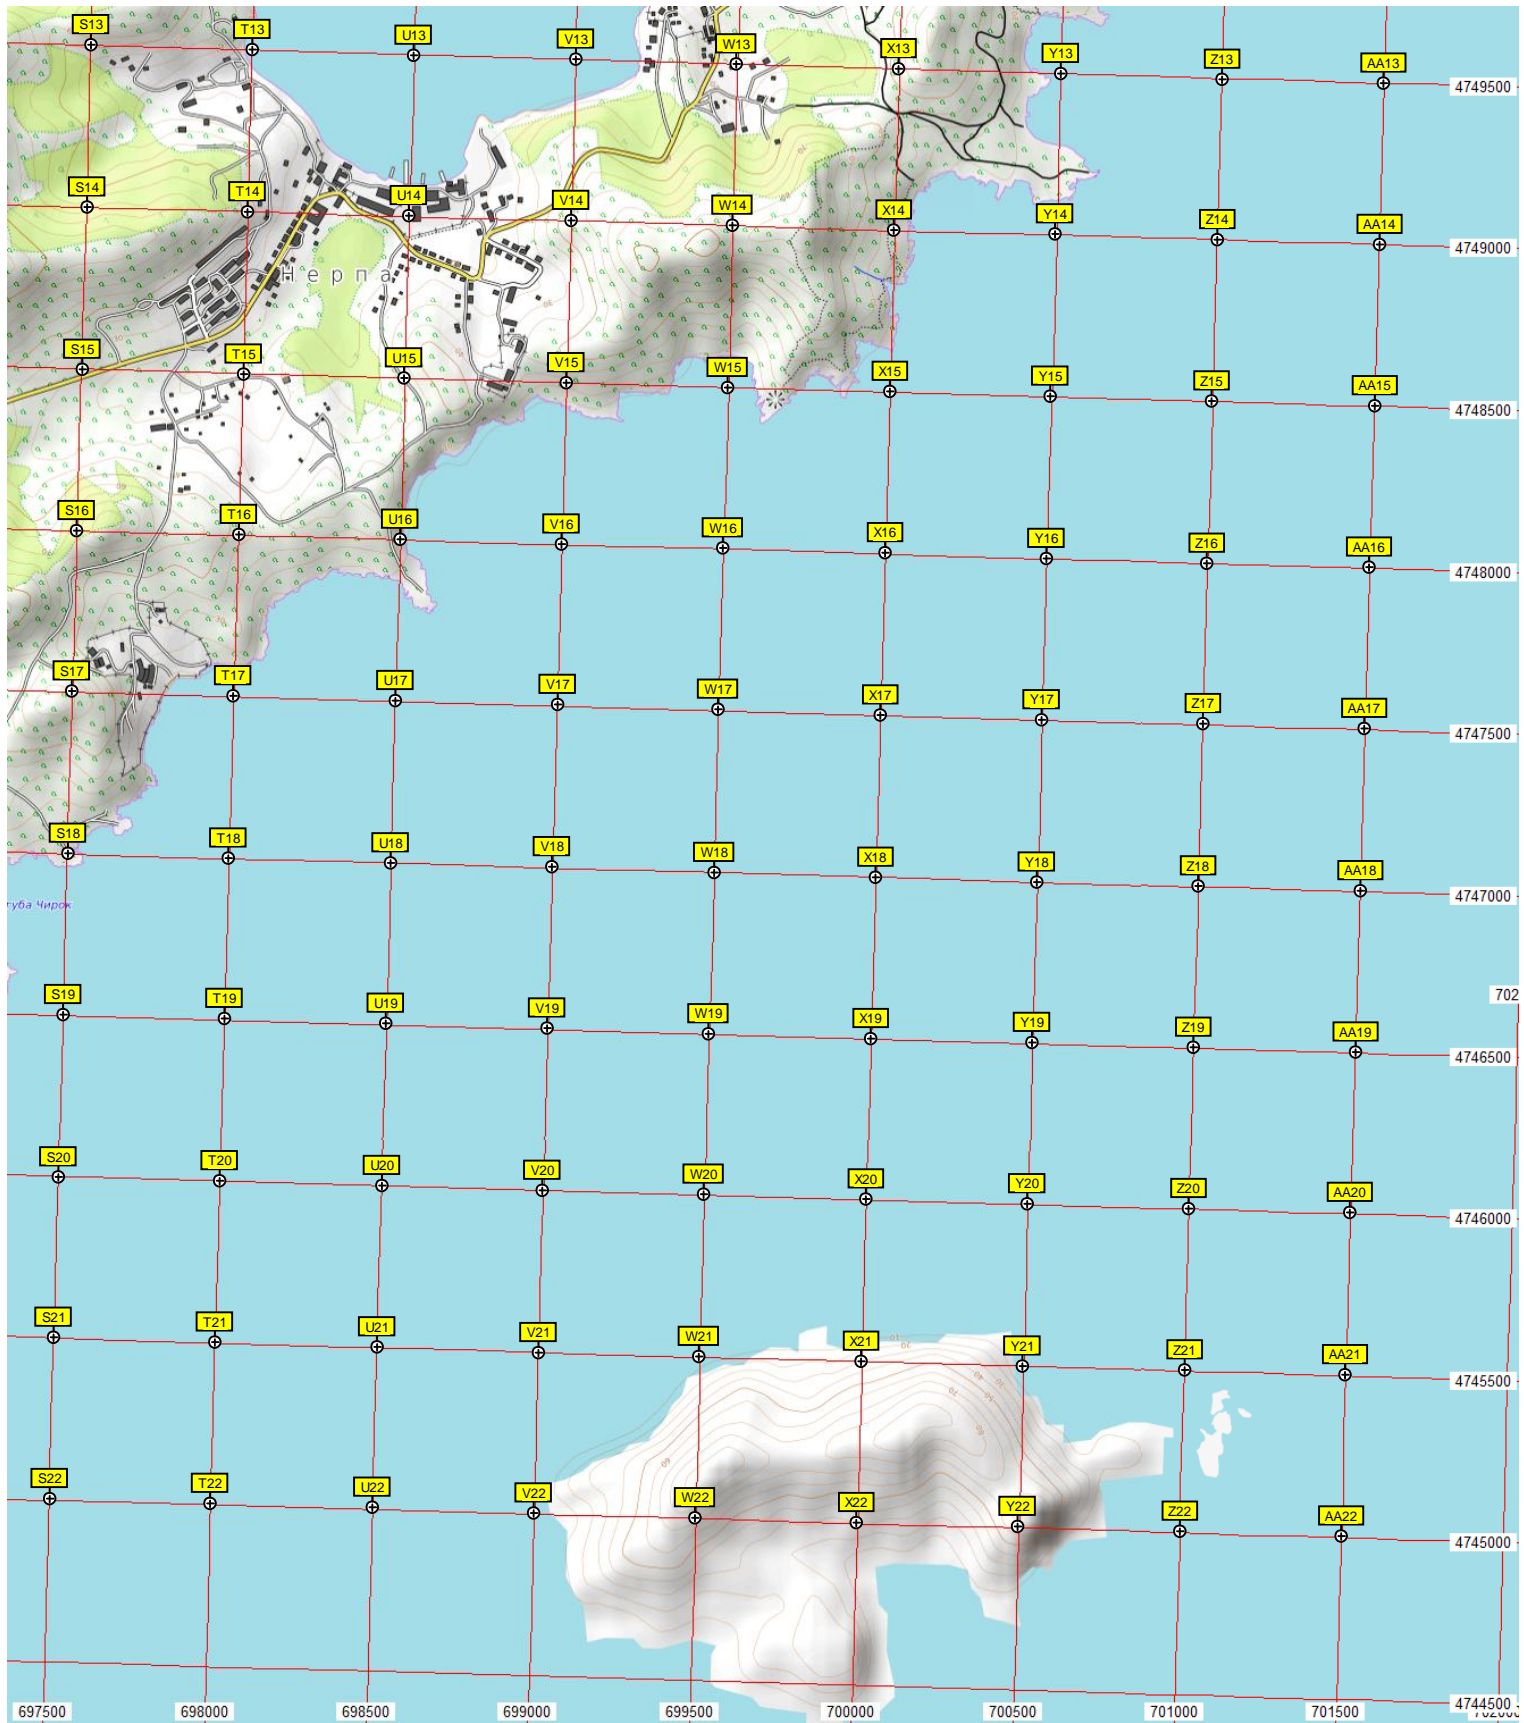 S13 T13 U13 V13 W13 X13 Y13 Z13 AA13
4749500
S14 T14 U14 V14 W14 X14 Y14 Z14 AA14
4749000
Нерпа
S15 T15 U15 V15 W15 X15 Y15 Z15 AA15
4748500
S16 T16 U16 V16 W16 X16 Y16 Z16 AA16
4748000
S17 T17 U17 V17 W17 X17 Y17 Z17 AA17
4747500
S18 T18 U18 V18 W18 X18 Y18 Z18 AA18
4747000
губа Чирок
702
S19 T19 U19 V19 W19 X19 Y19 Z19 AA19
4746500
S20 T20 U20 V20 W20 X20 Y20 Z20 AA20
4746000
S21 T21 U21 V21 W21 X21 Y21 Z21 AA21
4745500
S22 T22 U22 V22 W22 X22 Y22 Z22 AA22
4745000
4744500
697500 698000 698500 699000 699500 700000 700500 701000 701500